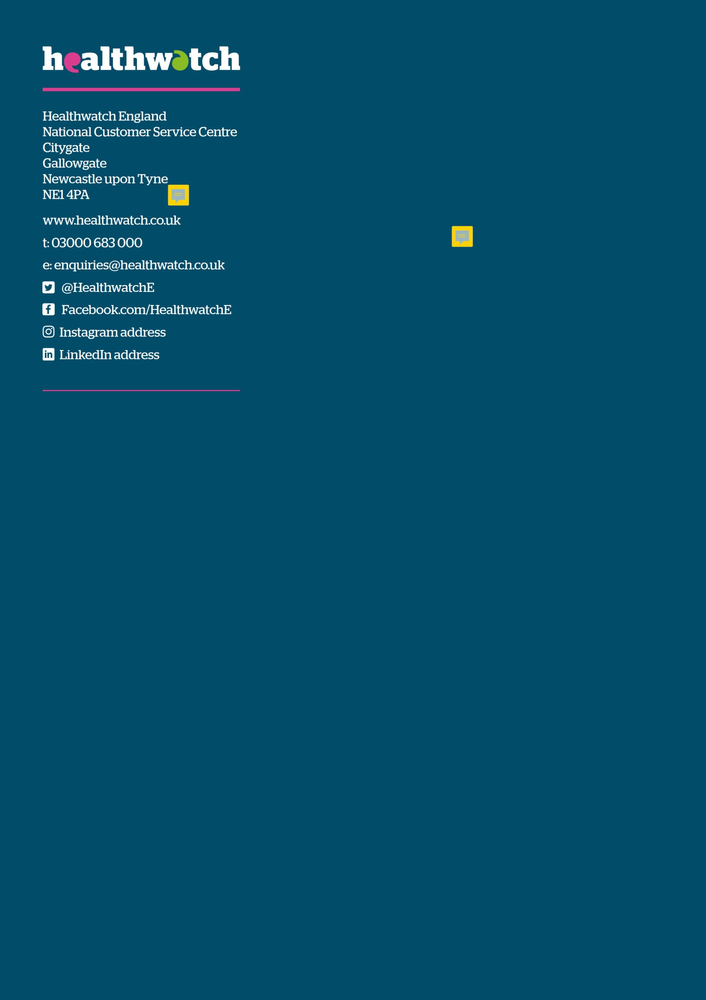 healthwatch
Healthwatch England
National Customer Service Centre
Citygate
Gallowgate
Newcastle upon Tyne
NE1 4PA
www.healthwatch.co.uk
t: 03000 683 000
e: enquiries@healthwatch.co.uk
@HealthwatchE
Facebook.com/HealthwatchE
Instagram address
LinkedIn address